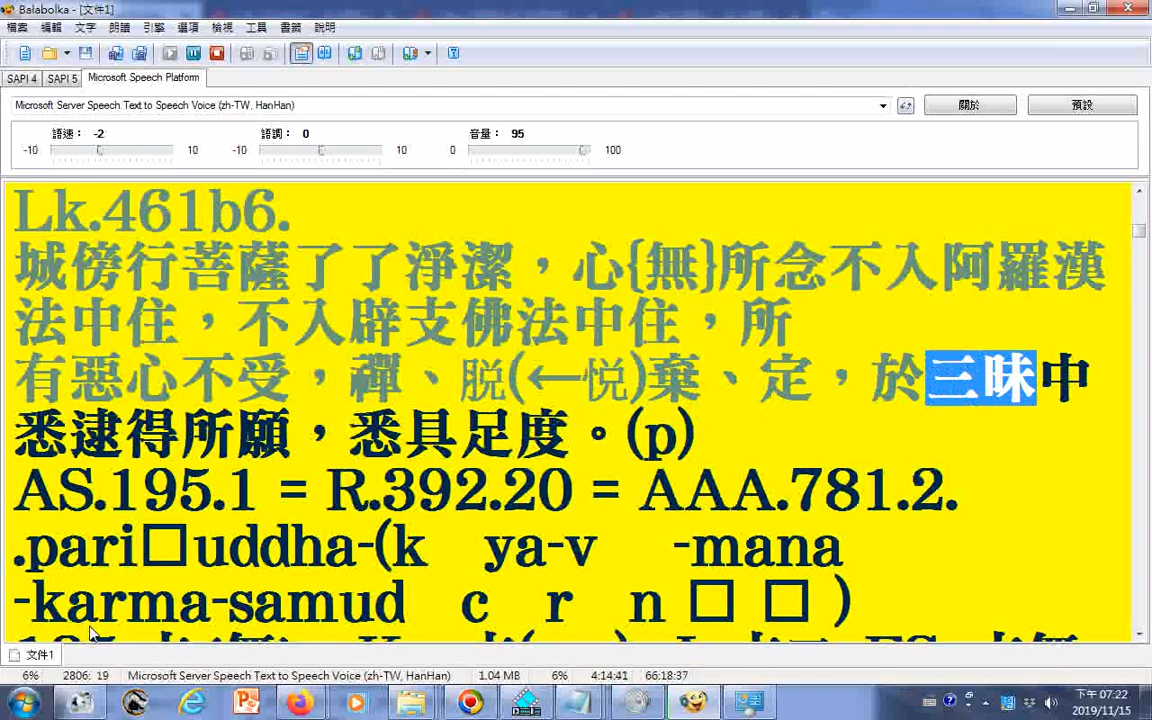 Balabolka - [文件1]
檔案 編輯 文字 朗讀 引擎 選項 檢視 工具 書籤 說明
SAPI 4 SAPI 5 Microsoft Speech Platform
Microsoft Server Speech Text to Speech Voice (zh-TW, HanHan)
關於 預設
語速： -2 語調： 0 音量： 95
-10 10 -10 10 0 100
Lk.461b6.
城傍行菩薩了了淨潔，心{無}所念不入阿羅漢
法中住，不入辟支佛法中住，所
有惡心不受，禪、脱(←悦)棄、定，於三昧中
悉逮得所願，悉具足度。(p)
AS.195.1 = R.392.20 = AAA.781.2.
.pari□uddha-(k ya-v -mana
-karma-samud c r n □ □ )
文件1
6% 2806: 19 Microsoft Server Speech Text to Speech Voice (zh-TW, HanHan) 1.04 MB 6% 4:14:41 66:18:37
下午 07:22
2019/11/15